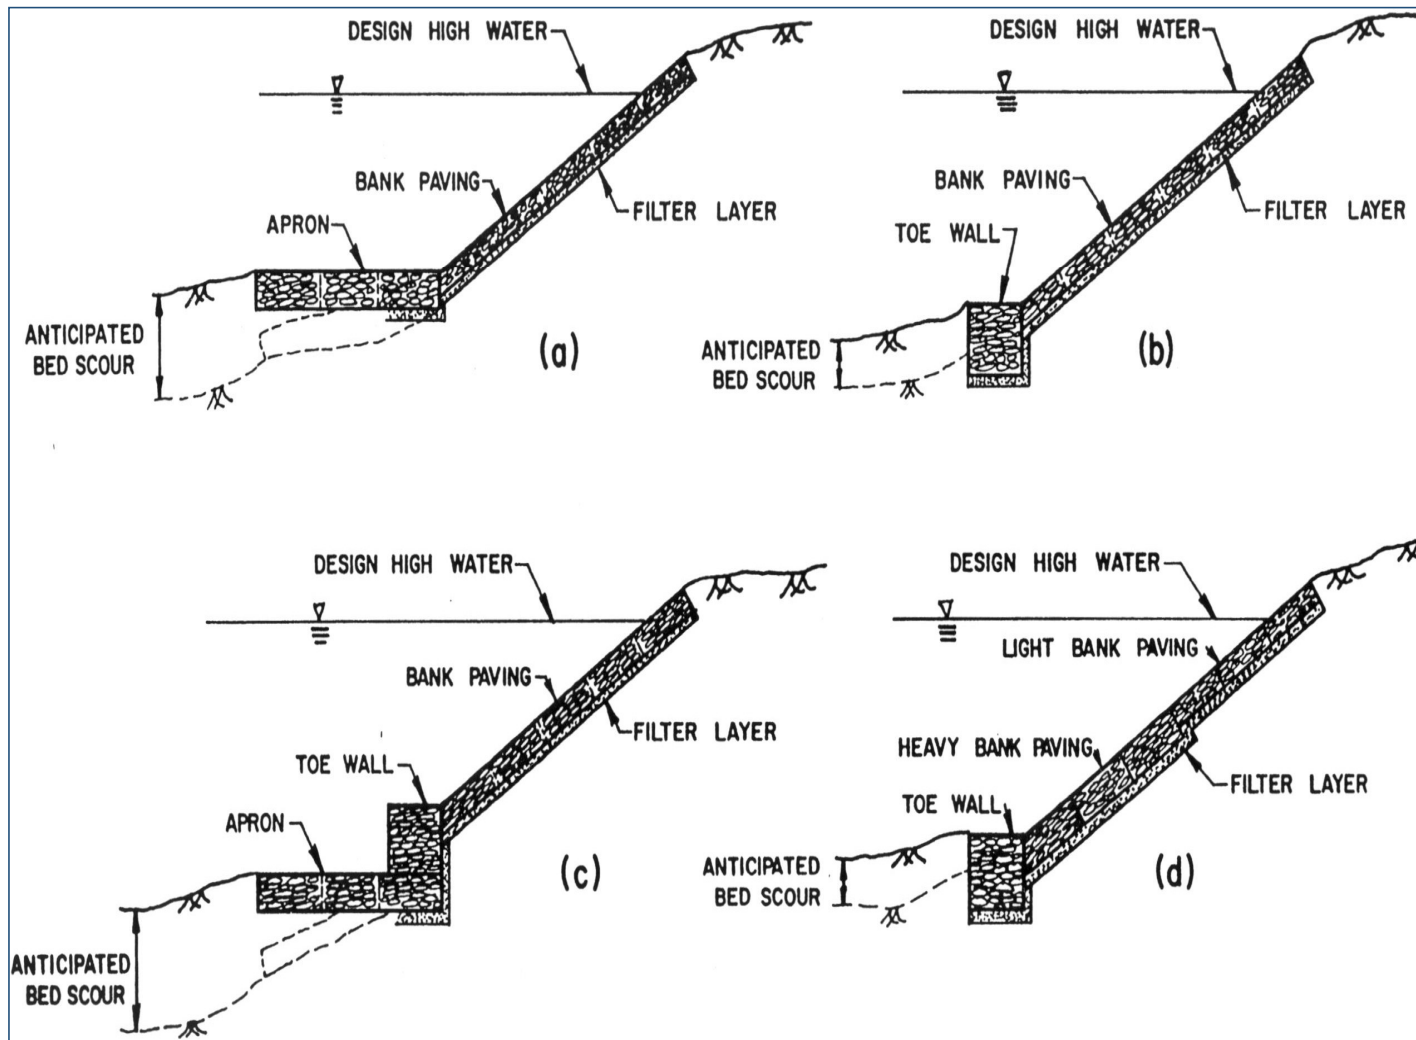 DESIGN HIGH WATER
BANK PAVING
FILTER LAYER
APRON
ANTICIPATED
BED SCOUR
(a)
DESIGN HIGH WATER
BANK PAVING
FILTER LAYER
TOE WALL
ANTICIPATED
BED SCOUR
(b)
DESIGN HIGH WATER
BANK PAVING
FILTER LAYER
TOE WALL
APRON
ANTICIPATED
BED SCOUR
(c)
DESIGN HIGH WATER
LIGHT BANK PAVING
HEAVY BANK PAVING
FILTER LAYER
TOE WALL
ANTICIPATED
BED SCOUR
(d)